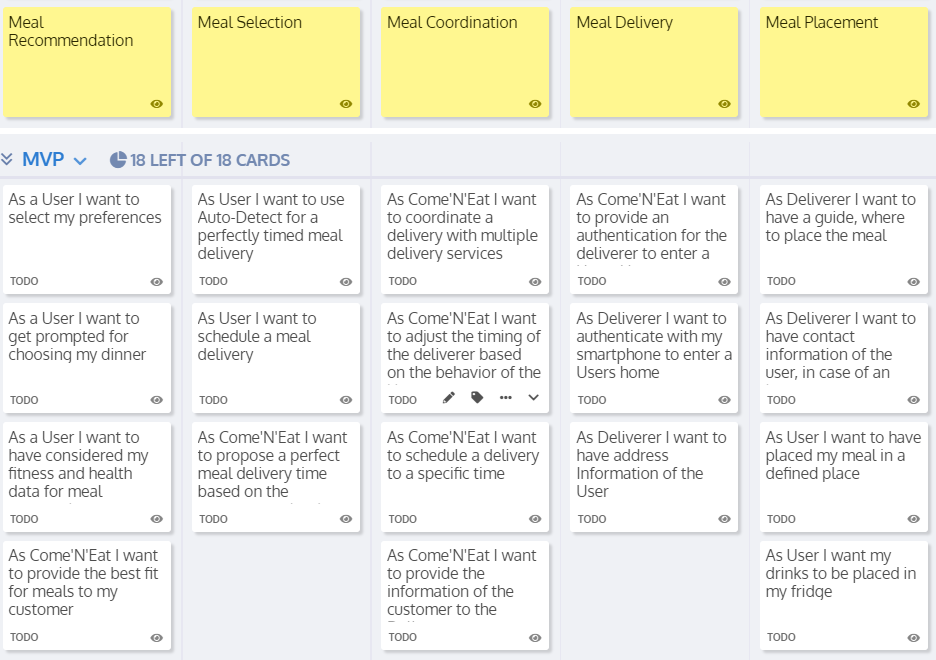 Meal
Recommendation
Meal Selection
Meal Coordination
Meal Delivery
Meal Placement
MVP
18 LEFT OF 18 CARDS
As a User I want to
select my preferences
TODO
As User I want to use
Auto-Detect for a
perfectly timed meal
delivery
TODO
As Come'N'Eat I want
to coordinate a
delivery with multiple
delivery services
TODO
As Come'N'Eat I want
to provide an
authentication for the
deliverer to enter a
TODO
As Deliverer I want to
have a guide, where
to place the meal
TODO
As a User I want to
get prompted for
choosing my dinner
TODO
As User I want to
schedule a meal
delivery
TODO
As Come'N'Eat I want
to adjust the timing of
the deliverer based
on the behavior of the
TODO
As Deliverer I want to
authenticate with my
smartphone to enter a
Users home
TODO
As Deliverer I want to
have contact
information of the
user, in case of an
TODO
As a User I want to
have considered my
fitness and health
data for meal
TODO
As Come'N'Eat I want
to propose a perfect
meal delivery time
based on the
TODO
As Come'N'Eat I want
to schedule a delivery
to a specific time
TODO
As Deliverer I want to
have address
Information of the
User
TODO
As User I want to have
placed my meal in a
defined place
TODO
As Come'N'Eat I want
to provide the best fit
for meals to my
customer
TODO
As Come'N'Eat I want
to provide the
information of the
customer to the
TODO
As User I want my
drinks to be placed in
my fridge
TODO